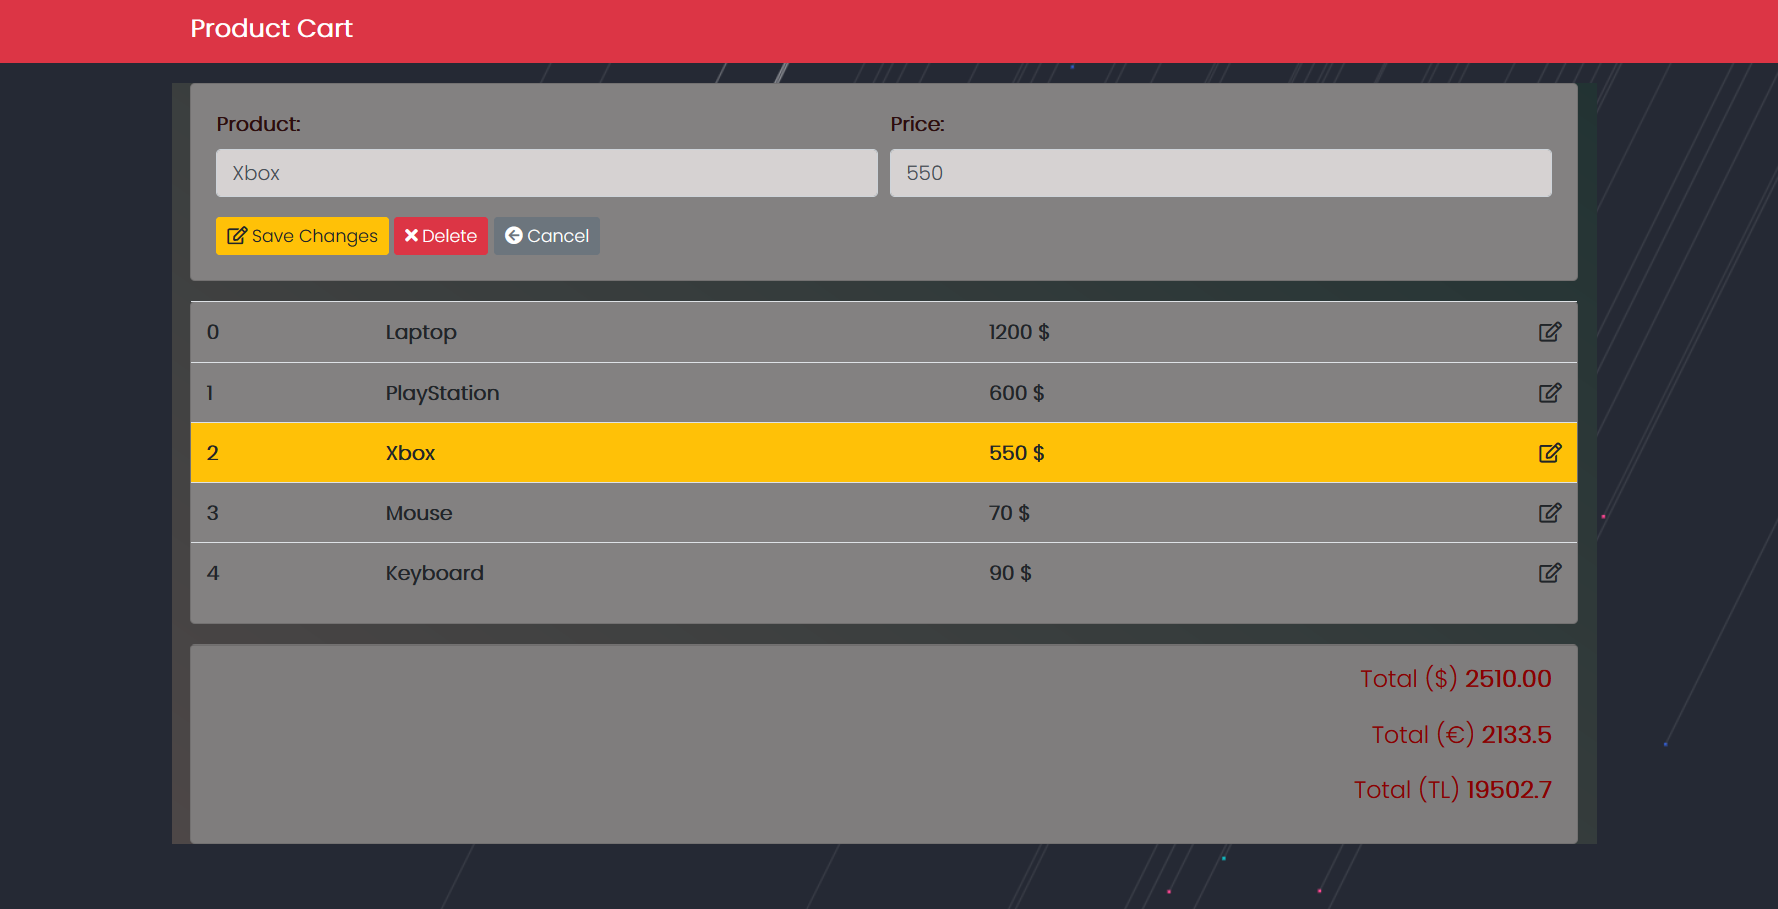 Product Cart
Product: Price:
Xbox 550
Save Changes Delete Cancel
0 Laptop 1200 $
1 PlayStation 600 $
2 Xbox 550 $
3 Mouse 70 $
4 Keyboard 90 $
Total ($) 2510.00
Total (€) 2133.5
Total (TL) 19502.7